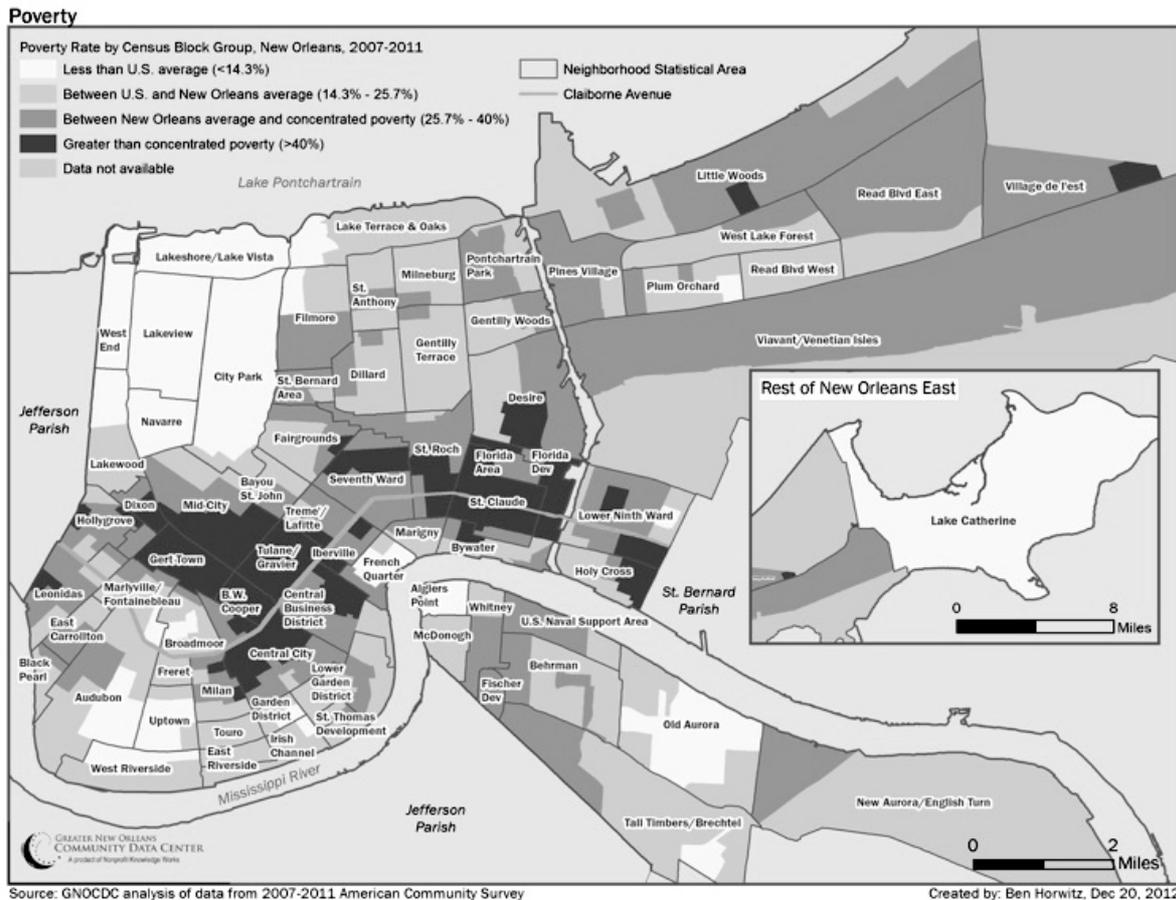 Poverty
Poverty Rate by Census Block Group, New Orleans, 2007-2011
Less than U.S. average (<14.3%)
Between U.S. and New Orleans average (14.3% - 25.7%)
Between New Orleans average and concentrated poverty (25.7% - 40%)
Greater than concentrated poverty (>40%)
Data not available
Neighborhood Statistical Area
Claiborne Avenue
Lake Pontchartrain
Little Woods
Read Blvd East
Village de l'est
Lake Terrace & Oaks
West Lake Forest
Lakeshore/Lake Vista
Pontchartrain
Park
Milneburg
Pines Village
Read Blvd West
Plum Orchard
St.
Anthony
Filmore
Gentilly Woods
West
End
Lakeview
Gentilly
Terrace
Viavant/Venetian Isles
City Park
St. Bernard
Area
Dillard
Desire
Rest of New Orleans East
Jefferson
Parish
Navarre
Fairgrounds
St. Roch
Florida
Area
Florida
Dev
Lakewood
Bayou
St. John
Seventh Ward
St. Claude
Lower Ninth Ward
Lake Catherine
Dixon
Mid-City
Hollygrove
Treme'/
Lafitte
Marigny
Bywater
Gert Town
Tulane/
Gravier
Iberville
French
Quarter
Holy Cross
St. Bernard
Parish
0 8
Miles
Leonidas
Marlyville/
Fontainebleau
B.W.
Cooper
Central
Business
District
Algiers
Point
Whitney
U.S. Naval Support Area
East
Carrollton
Broadmoor
McDonogh
Black
Pearl
Central City
Freret
Lower
Garden
District
Behrman
Audubon
Milan
Garden
District
Fischer
Dev
Uptown
Touro
St. Thomas
Development
Old Aurora
Irish
Channel
East
Riverside
West Riverside
Mississippi River
Jefferson
Parish
New Aurora/English Turn
Tall Timbers/Brechtel
0 2
Miles
GREATER NEW ORLEANS
COMMUNITY DATA CENTER
A product of Nonprofit Knowledge Works
Source: GNOCDC analysis of data from 2007-2011 American Community Survey
Created by: Ben Horwitz, Dec 20, 2012